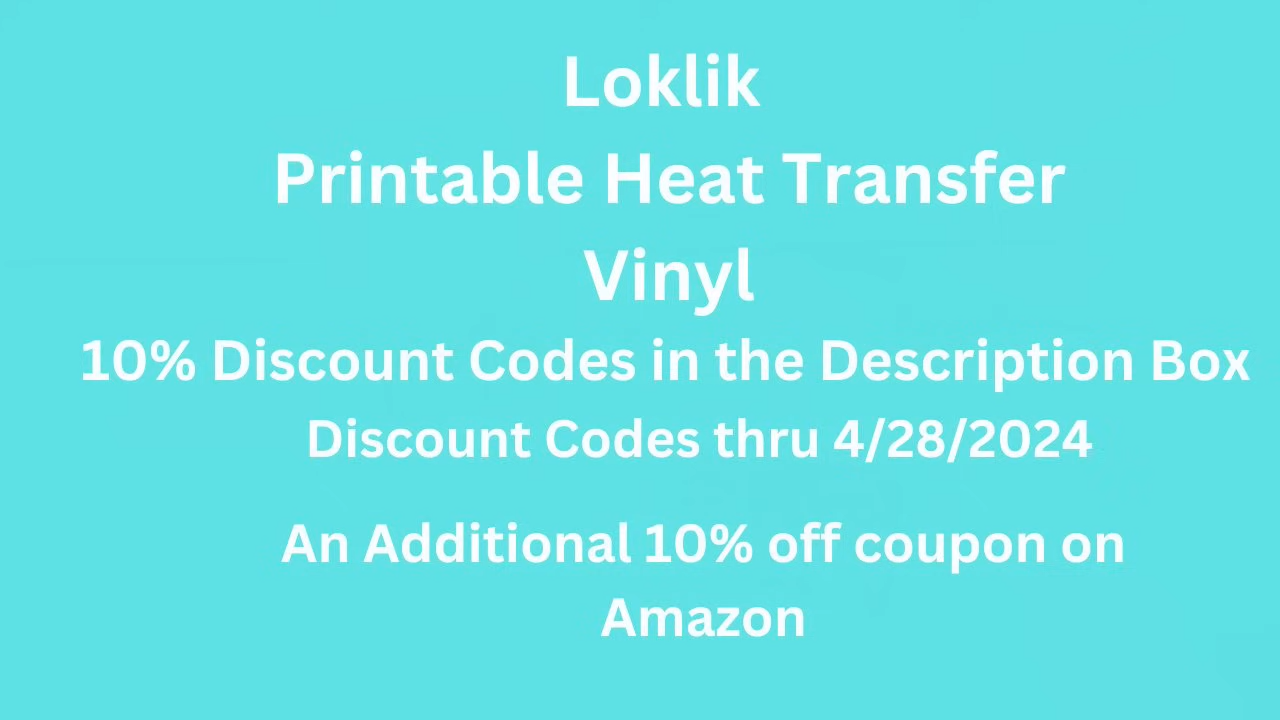 Loklik
Printable Heat Transfer
Vinyl
10% Discount Codes in the Description Box
Discount Codes thru 4/28/2024
An Additional 10% off coupon on
Amazon